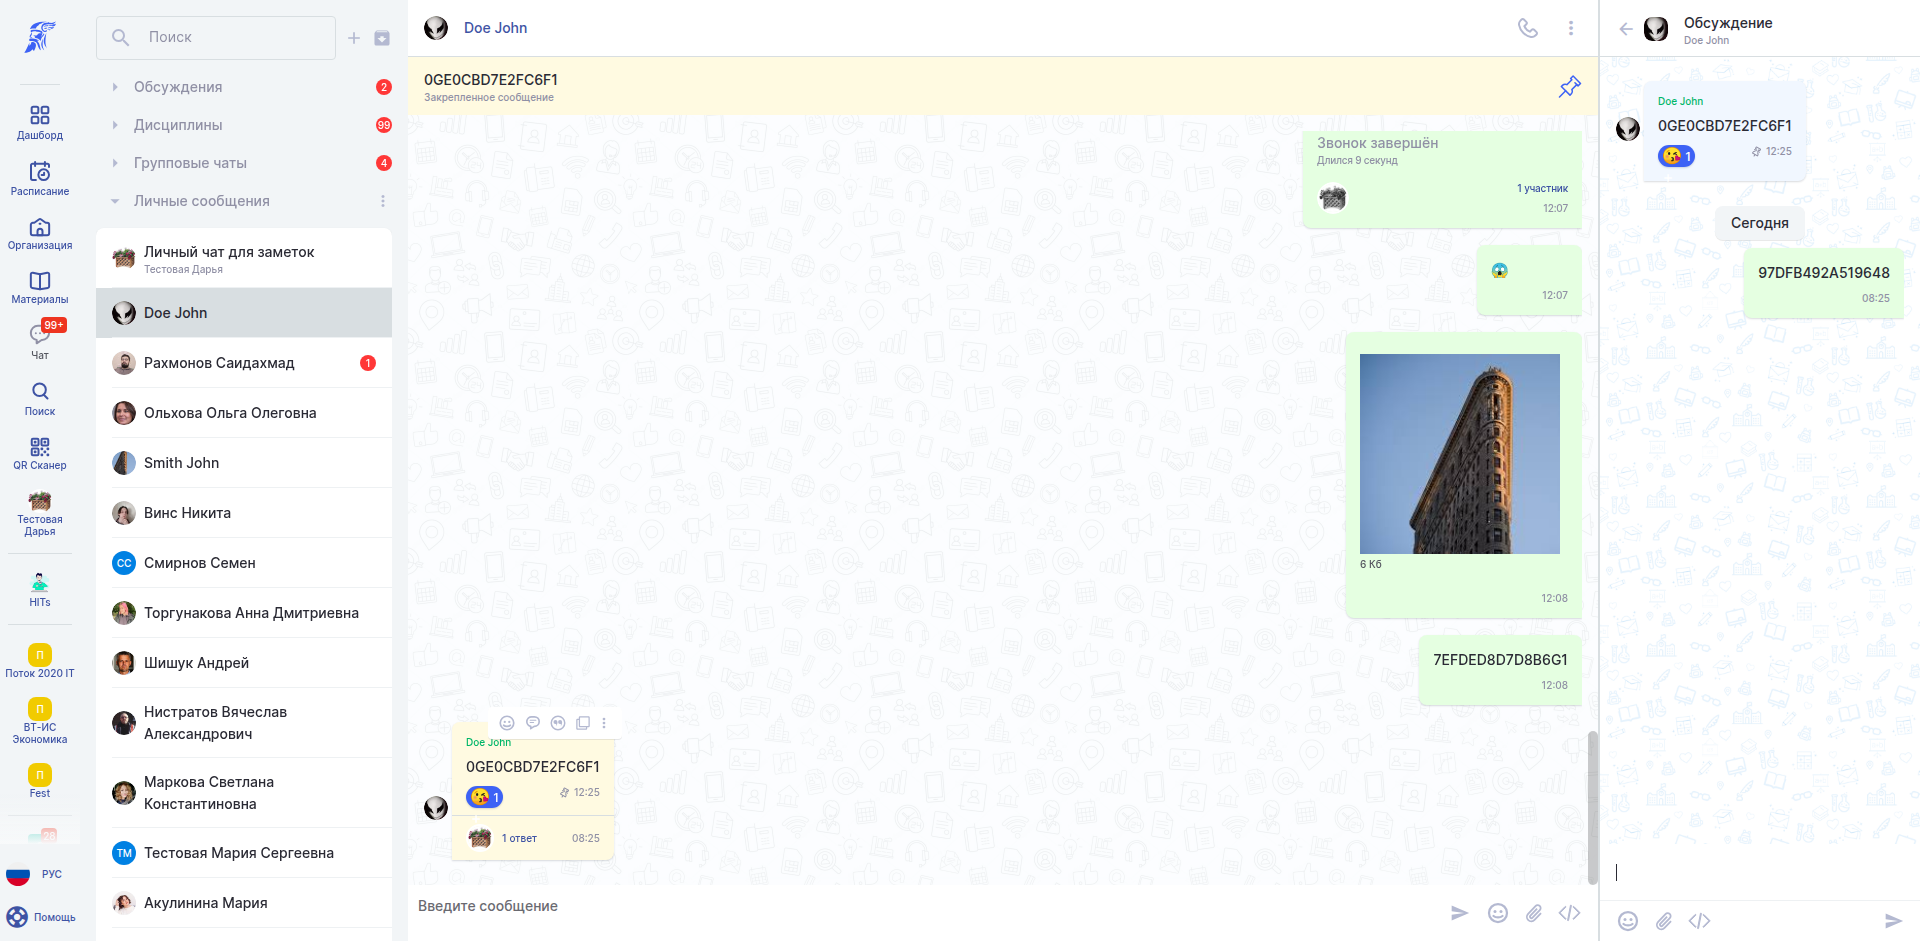 Дашборд
Расписание
Организация
Материалы
99+
Чат
Поиск
QR Сканер
Тестовая
Дарья
HITs
П
Поток 2020 IT
П
ВТ-ИС
Экономика
П
Fest
28
РУС
Помощь
Поиск
Обсуждения
2
Дисциплины
99
Групповые чаты
4
Личные сообщения
Личный чат для заметок
Тестовая Дарья
Doe John
Рахмонов Саидахмад
1
Ольхова Ольга Олеговна
Smith John
Винс Никита
СС
Смирнов Семен
Торгунакова Анна Дмитриевна
Шишук Андрей
Нистратов Вячеслав
Александрович
Маркова Светлана
Константиновна
ТМ
Тестовая Мария Сергеевна
Акулинина Мария
Doe John
0GE0CBD7E2FC6F1
Закрепленное сообщение
Звонок завершён
Длился 9 секунд
1 участник
12:07
12:07
6 Кб
12:08
7EFDED8D7D8B6G1
12:08
Doe John
0GE0CBD7E2FC6F1
1
12:25
1 ответ
08:25
Введите сообщение
Обсуждение
Doe John
Doe John
0GE0CBD7E2FC6F1
1
12:25
Сегодня
97DFB492A519648
08:25